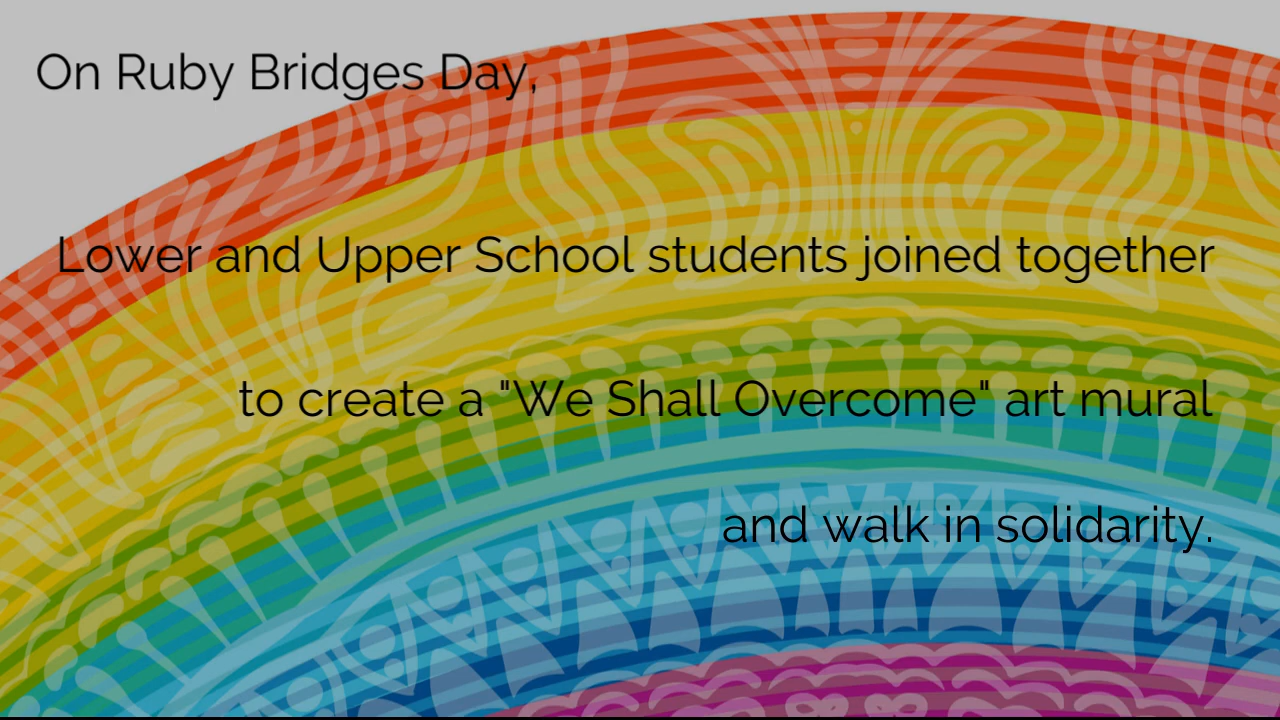 On Ruby Bridges Day,
Lower and Upper School students joined together
to create a "We Shall Overcome" art mural
and walk in solidarity.